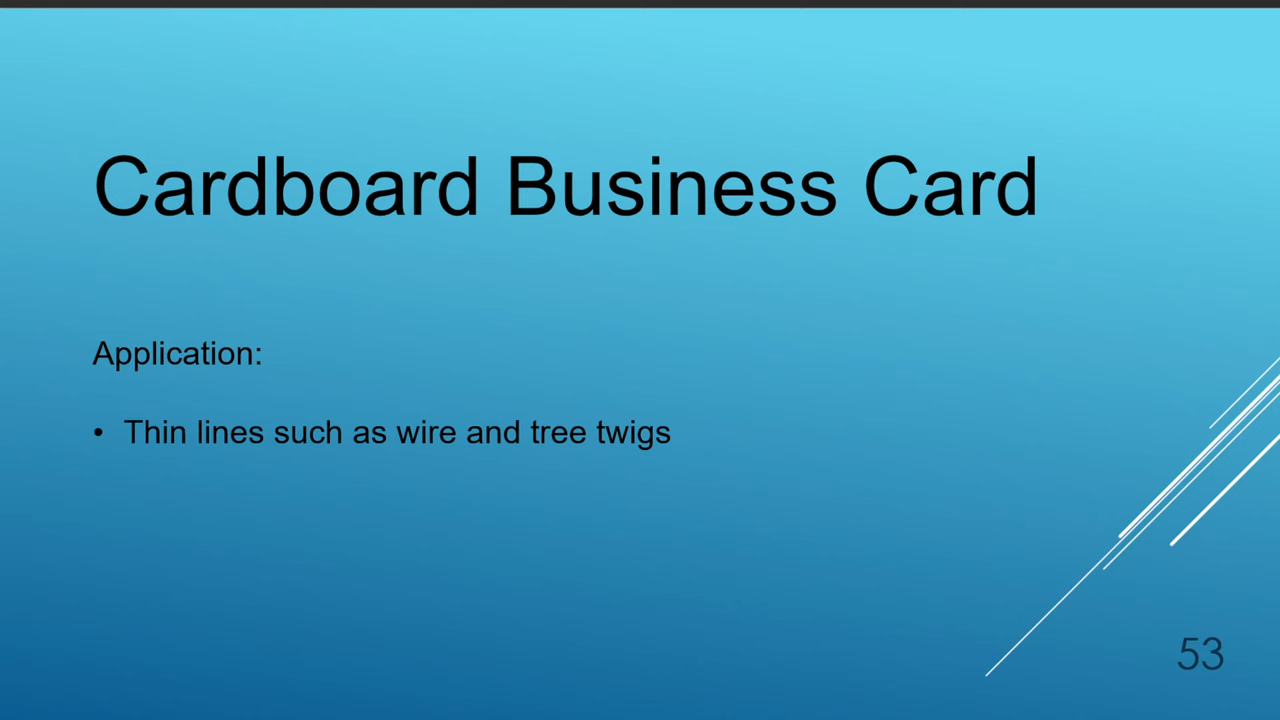 Cardboard Business Card
Application:
• Thin lines such as wire and tree twigs
53